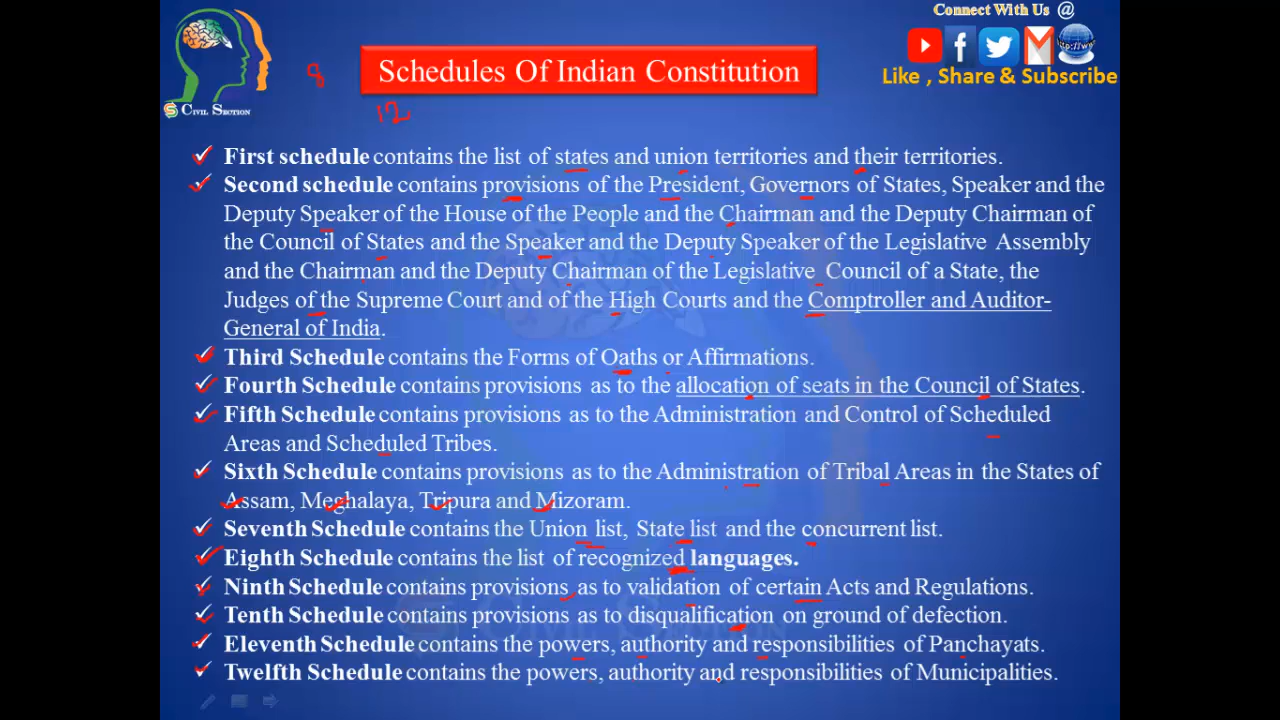 Connect With Us @
http://ww
Like , Share & Subscribe
S CIVIL SECTION
8
Schedules Of Indian Constitution
12
First schedule contains the list of states and union territories and their territories.
Second schedule contains provisions of the President, Governors of States, Speaker and the
Deputy Speaker of the House of the People and the Chairman and the Deputy Chairman of
the Council of States and the Speaker and the Deputy Speaker of the Legislative Assembly
and the Chairman and the Deputy Chairman of the Legislative Council of a State, the
Judges of the Supreme Court and of the High Courts and the Comptroller and Auditor-
General of India.
Third Schedule contains the Forms of Oaths or Affirmations.
Fourth Schedule contains provisions as to the allocation of seats in the Council of States.
Fifth Schedule contains provisions as to the Administration and Control of Scheduled
Areas and Scheduled Tribes.
Sixth Schedule contains provisions as to the Administration of Tribal Areas in the States of
Assam, Meghalaya, Tripura and Mizoram.
Seventh Schedule contains the Union list, State list and the concurrent list.
Eighth Schedule contains the list of recognized languages.
Ninth Schedule contains provisions as to validation of certain Acts and Regulations.
Tenth Schedule contains provisions as to disqualification on ground of defection.
Eleventh Schedule contains the powers, authority and responsibilities of Panchayats.
Twelfth Schedule contains the powers, authority and responsibilities of Municipalities.